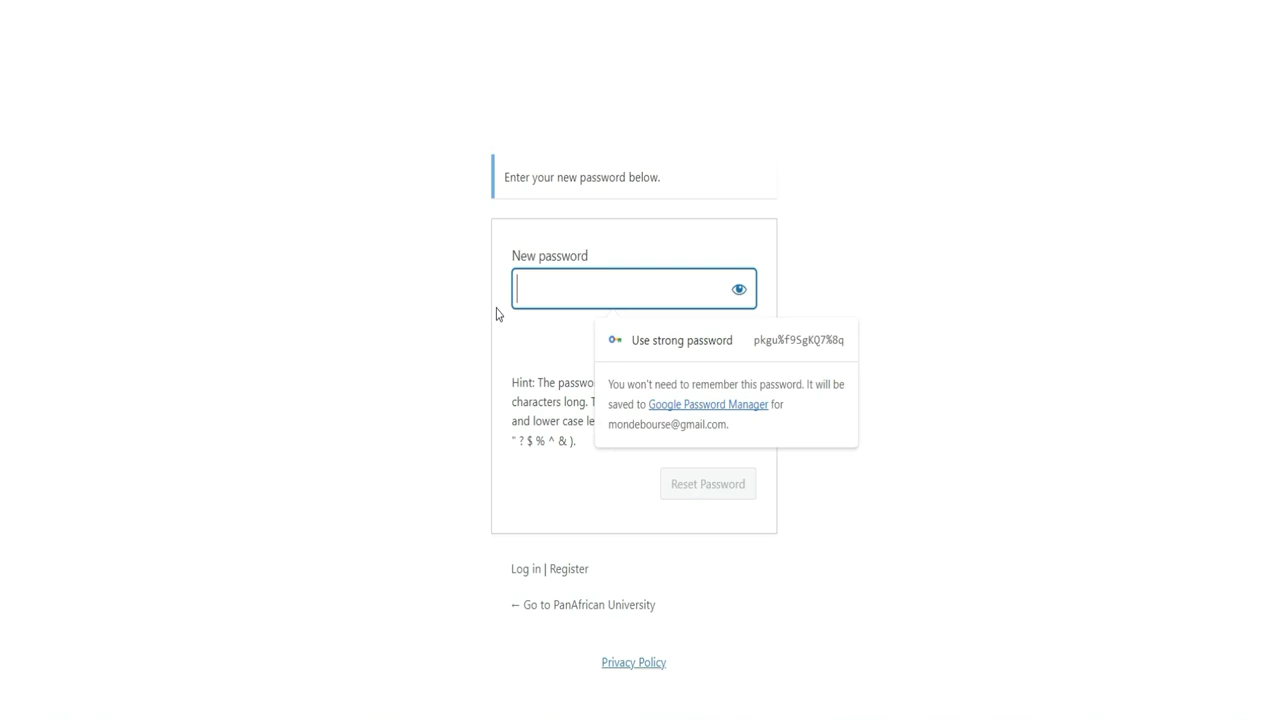 Enter your new password below.
New password
Use strong password pkgu%f9SgKQ7%8q
You won't need to remember this password. It will be
saved to Google Password Manager for
mondebourse@gmail.com.
Hint: The
characters long.
and lower case
" ? $ % ^ & ).
Reset Password
Log in | Register
← Go to PanAfrican University
Privacy Policy